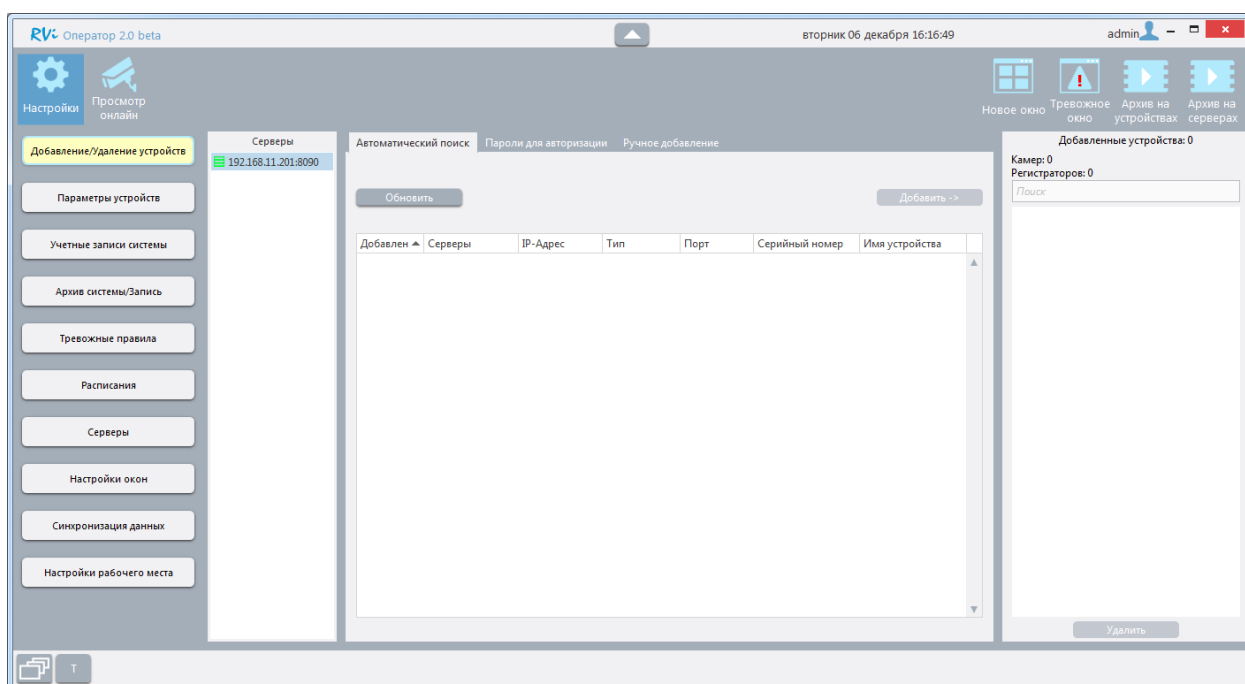 RVi Оператор 2.0 beta
вторник 06 декабря 16:16:49
admin
Настройки
Просмотр онлайн
Новое окно
Тревожное окно
Архив на устройствах
Архив на серверах
Добавление/Удаление устройств
Параметры устройств
Учетные записи системы
Архив системы/Запись
Тревожные правила
Расписания
Серверы
Настройки окон
Синхронизация данных
Настройки рабочего места
Серверы
192.168.11.201:8090
Автоматический поиск Пароли для авторизации Ручное добавление
Обновить
Добавить ->
Добавлен Серверы IP-Адрес Тип Порт Серийный номер Имя устройства
Добавленные устройства: 0
Камер: 0
Регистраторов: 0
Поиск
Удалить
T